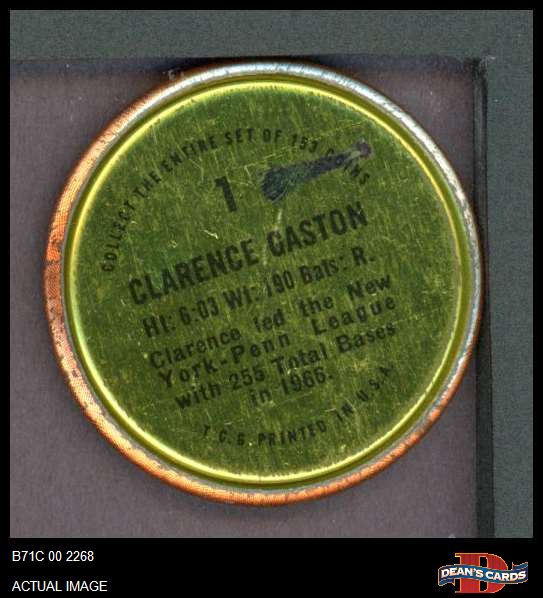 COLLECT THE ENTIRE SET OF 153 COINS
1
CLARENCE GASTON
Ht: 6:03 Wt: 190 Bats: R.
Clarence led the New
York-Penn League
with 255 Total Bases
in 1966.
T.C.G. PRINTED IN U.S.A.
B71C 00 2268
ACTUAL IMAGE
DEAN'S CARDS